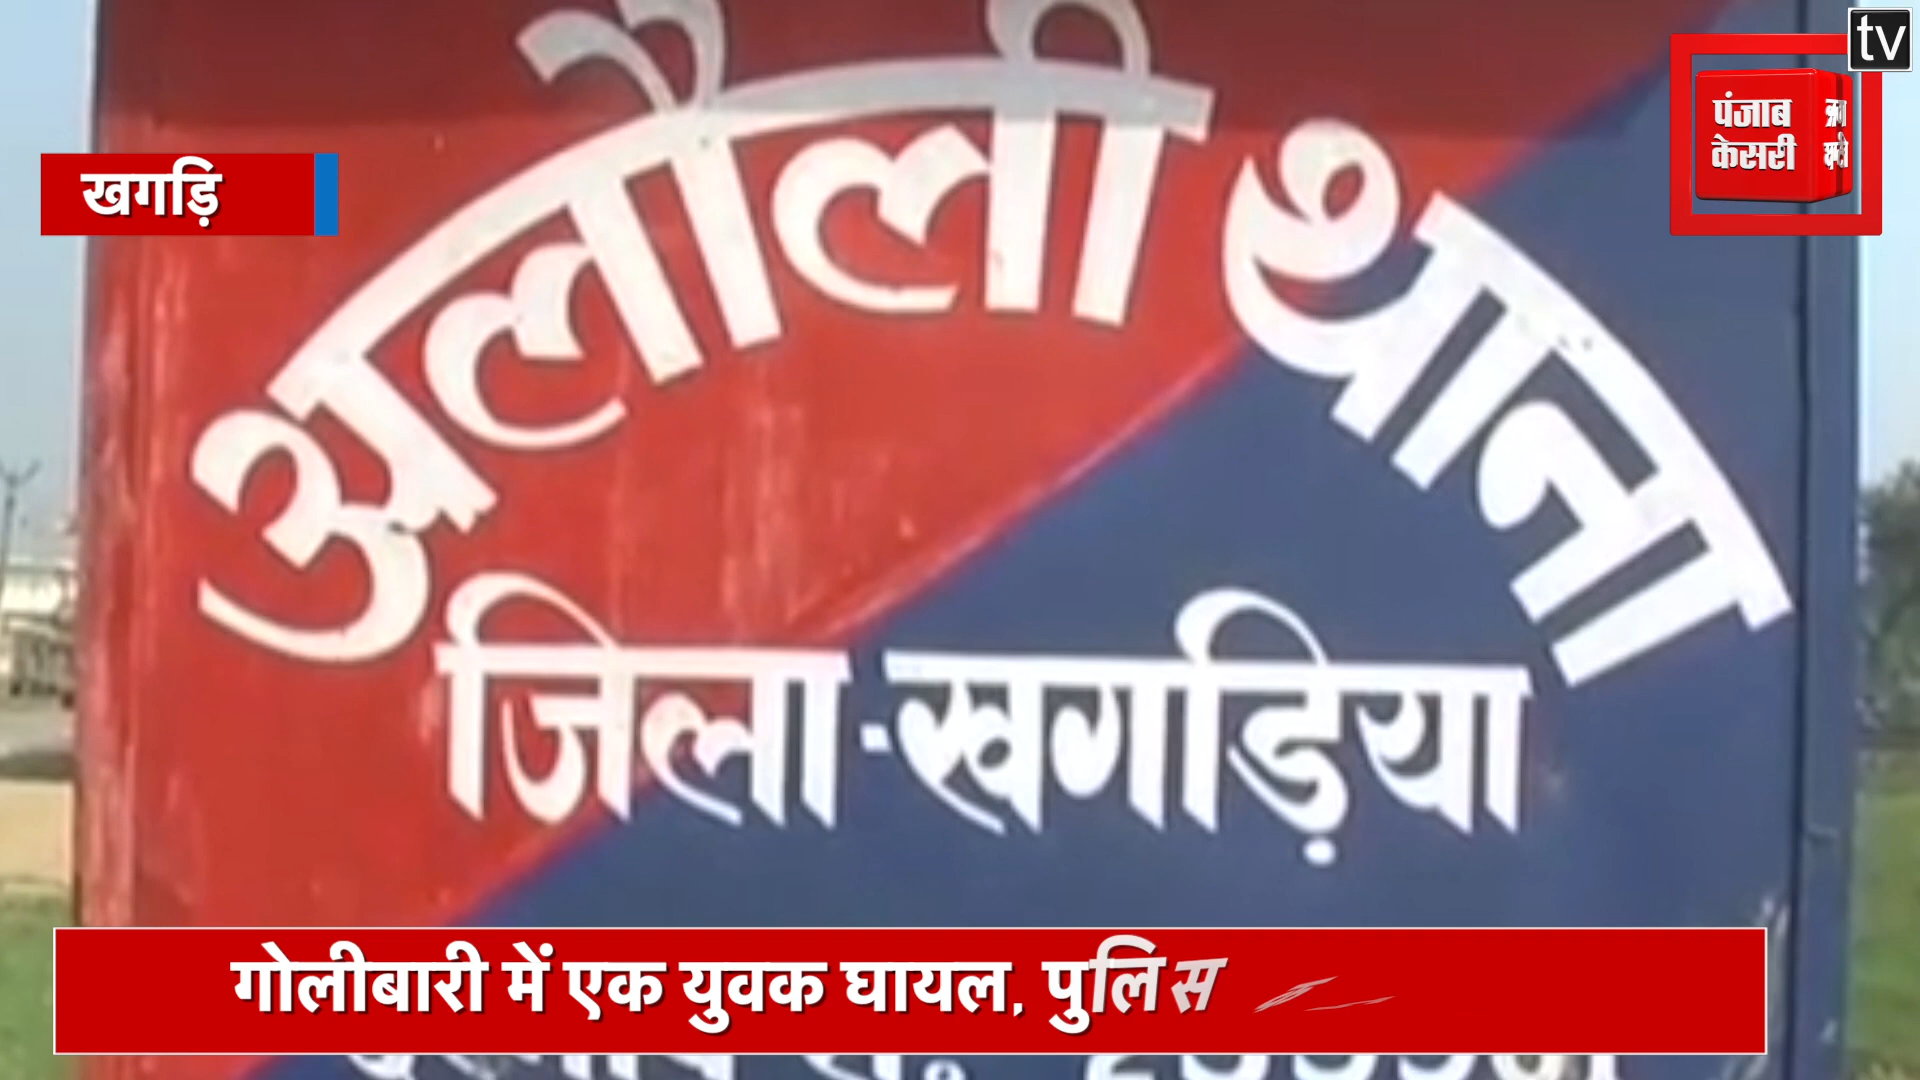 tv
पंजाब
केसरी
खगड़ि
अलौली थाना
जिला-खगड़िया
गोलीबारी में एक युवक घायल, पुलिस